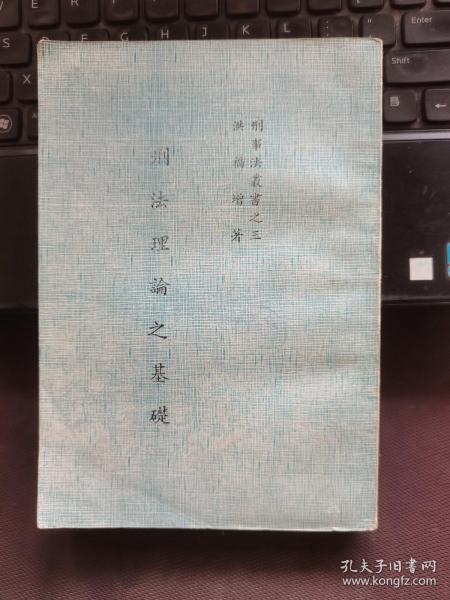 刑事法叢書之三
洪福增著
刑法理論之基礎
Enter
Shift
孔夫子旧书网
www.kongfz.com